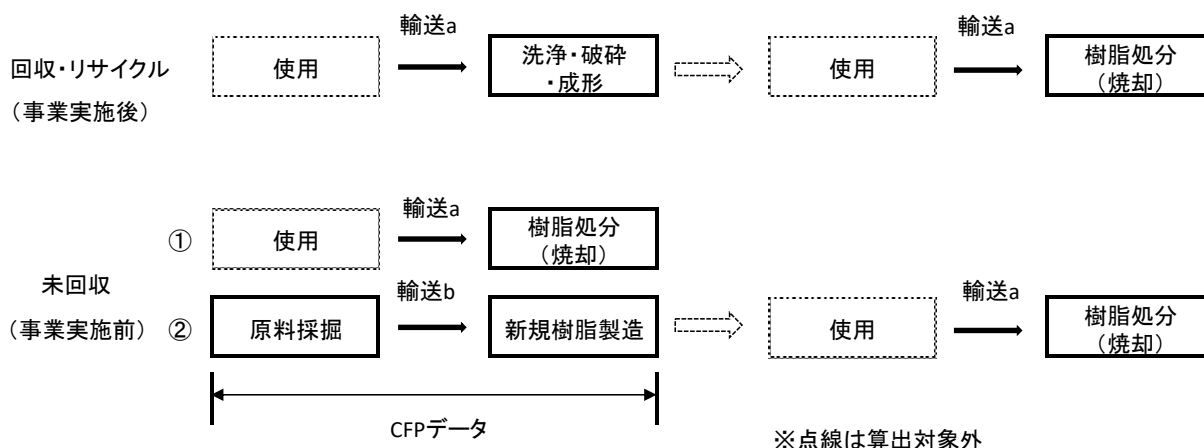 輸送a
輸送a
回収・リサイクル
(事業実施後)
使用
洗浄・破砕
・成形
使用
樹脂処分
(焼却)
輸送a
①
使用
樹脂処分
(焼却)
未回収
(事業実施前)
輸送b
輸送a
②
原料採掘
新規樹脂製造
使用
樹脂処分
(焼却)
CFPデータ
※点線は算出対象外